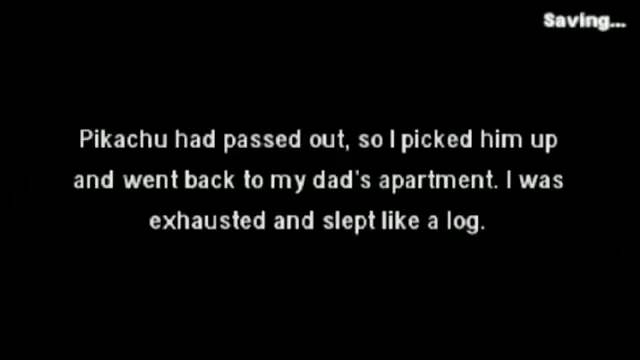 Saving...
Pikachu had passed out, so I picked him up
and went back to my dad's apartment. I was
exhausted and slept like a log.